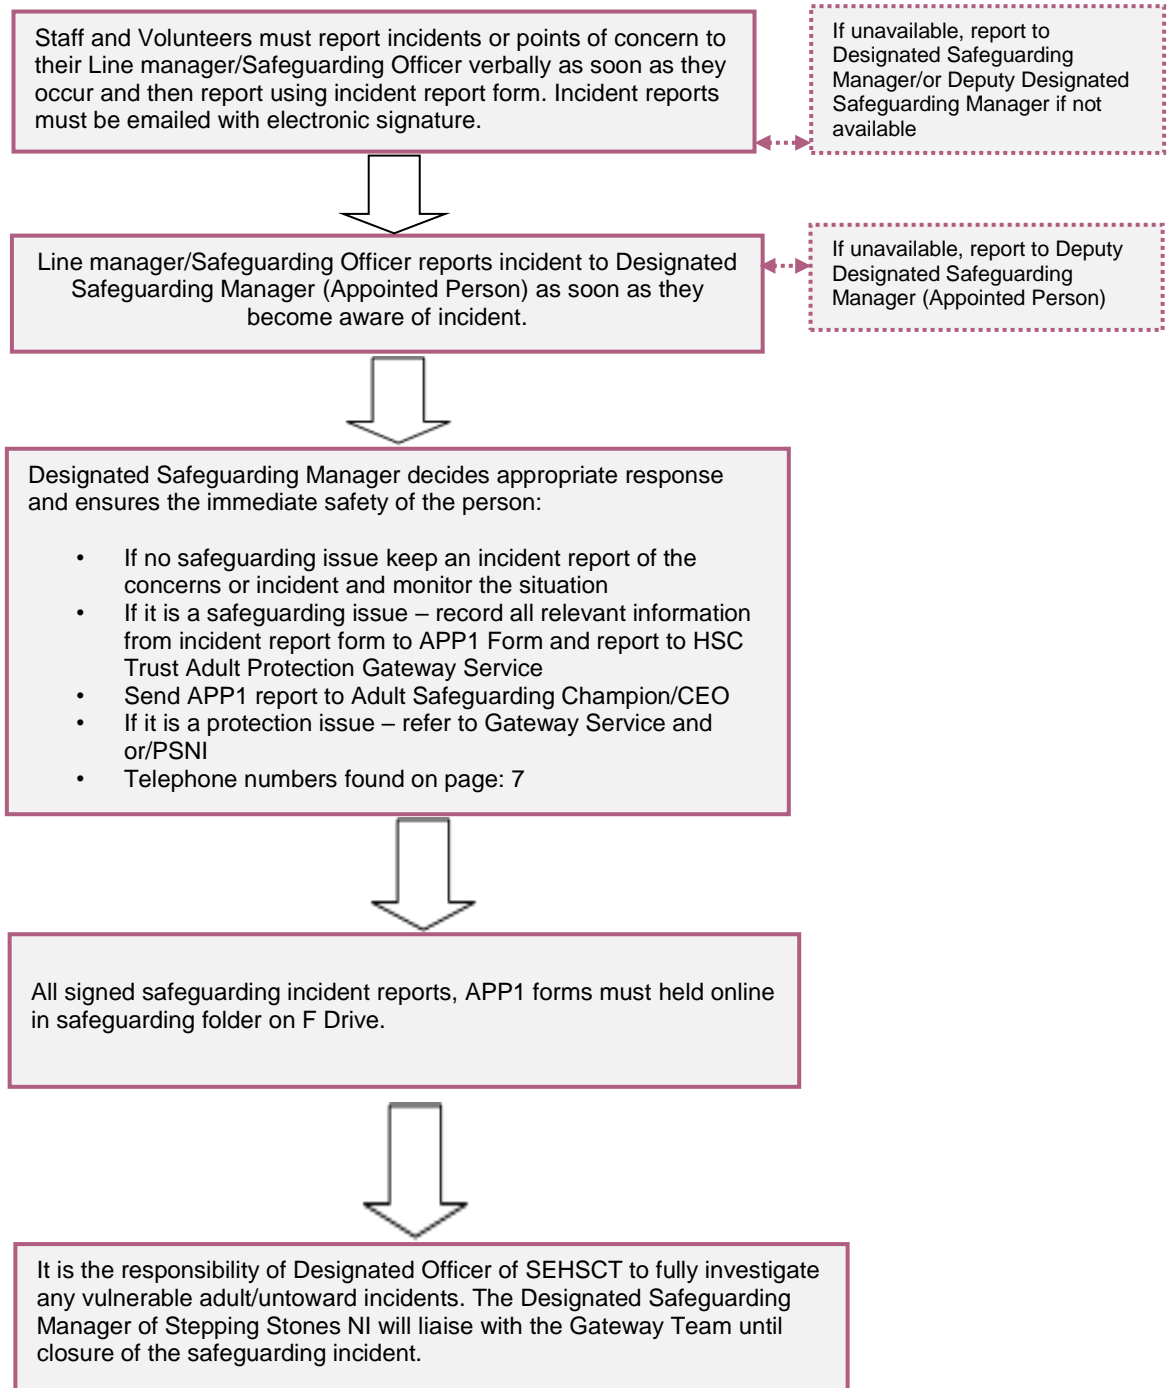 Staff and Volunteers must report incidents or points of concern to
their Line manager/Safeguarding Officer verbally as soon as they
occur and then report using incident report form. Incident reports
must be emailed with electronic signature.
If unavailable, report to
Designated Safeguarding
Manager/or Deputy Designated
Safeguarding Manager if not
available
Line manager/Safeguarding Officer reports incident to Designated
Safeguarding Manager (Appointed Person) as soon as they
become aware of incident.
If unavailable, report to Deputy
Designated Safeguarding
Manager (Appointed Person)
Designated Safeguarding Manager decides appropriate response
and ensures the immediate safety of the person:
• If no safeguarding issue keep an incident report of the
concerns or incident and monitor the situation
• If it is a safeguarding issue – record all relevant information
from incident report form to APP1 Form and report to HSC
Trust Adult Protection Gateway Service
• Send APP1 report to Adult Safeguarding Champion/CEO
• If it is a protection issue – refer to Gateway Service and
or/PSNI
• Telephone numbers found on page: 7
All signed safeguarding incident reports, APP1 forms must held online
in safeguarding folder on F Drive.
It is the responsibility of Designated Officer of SEHSCT to fully investigate
any vulnerable adult/untoward incidents. The Designated Safeguarding
Manager of Stepping Stones NI will liaise with the Gateway Team until
closure of the safeguarding incident.